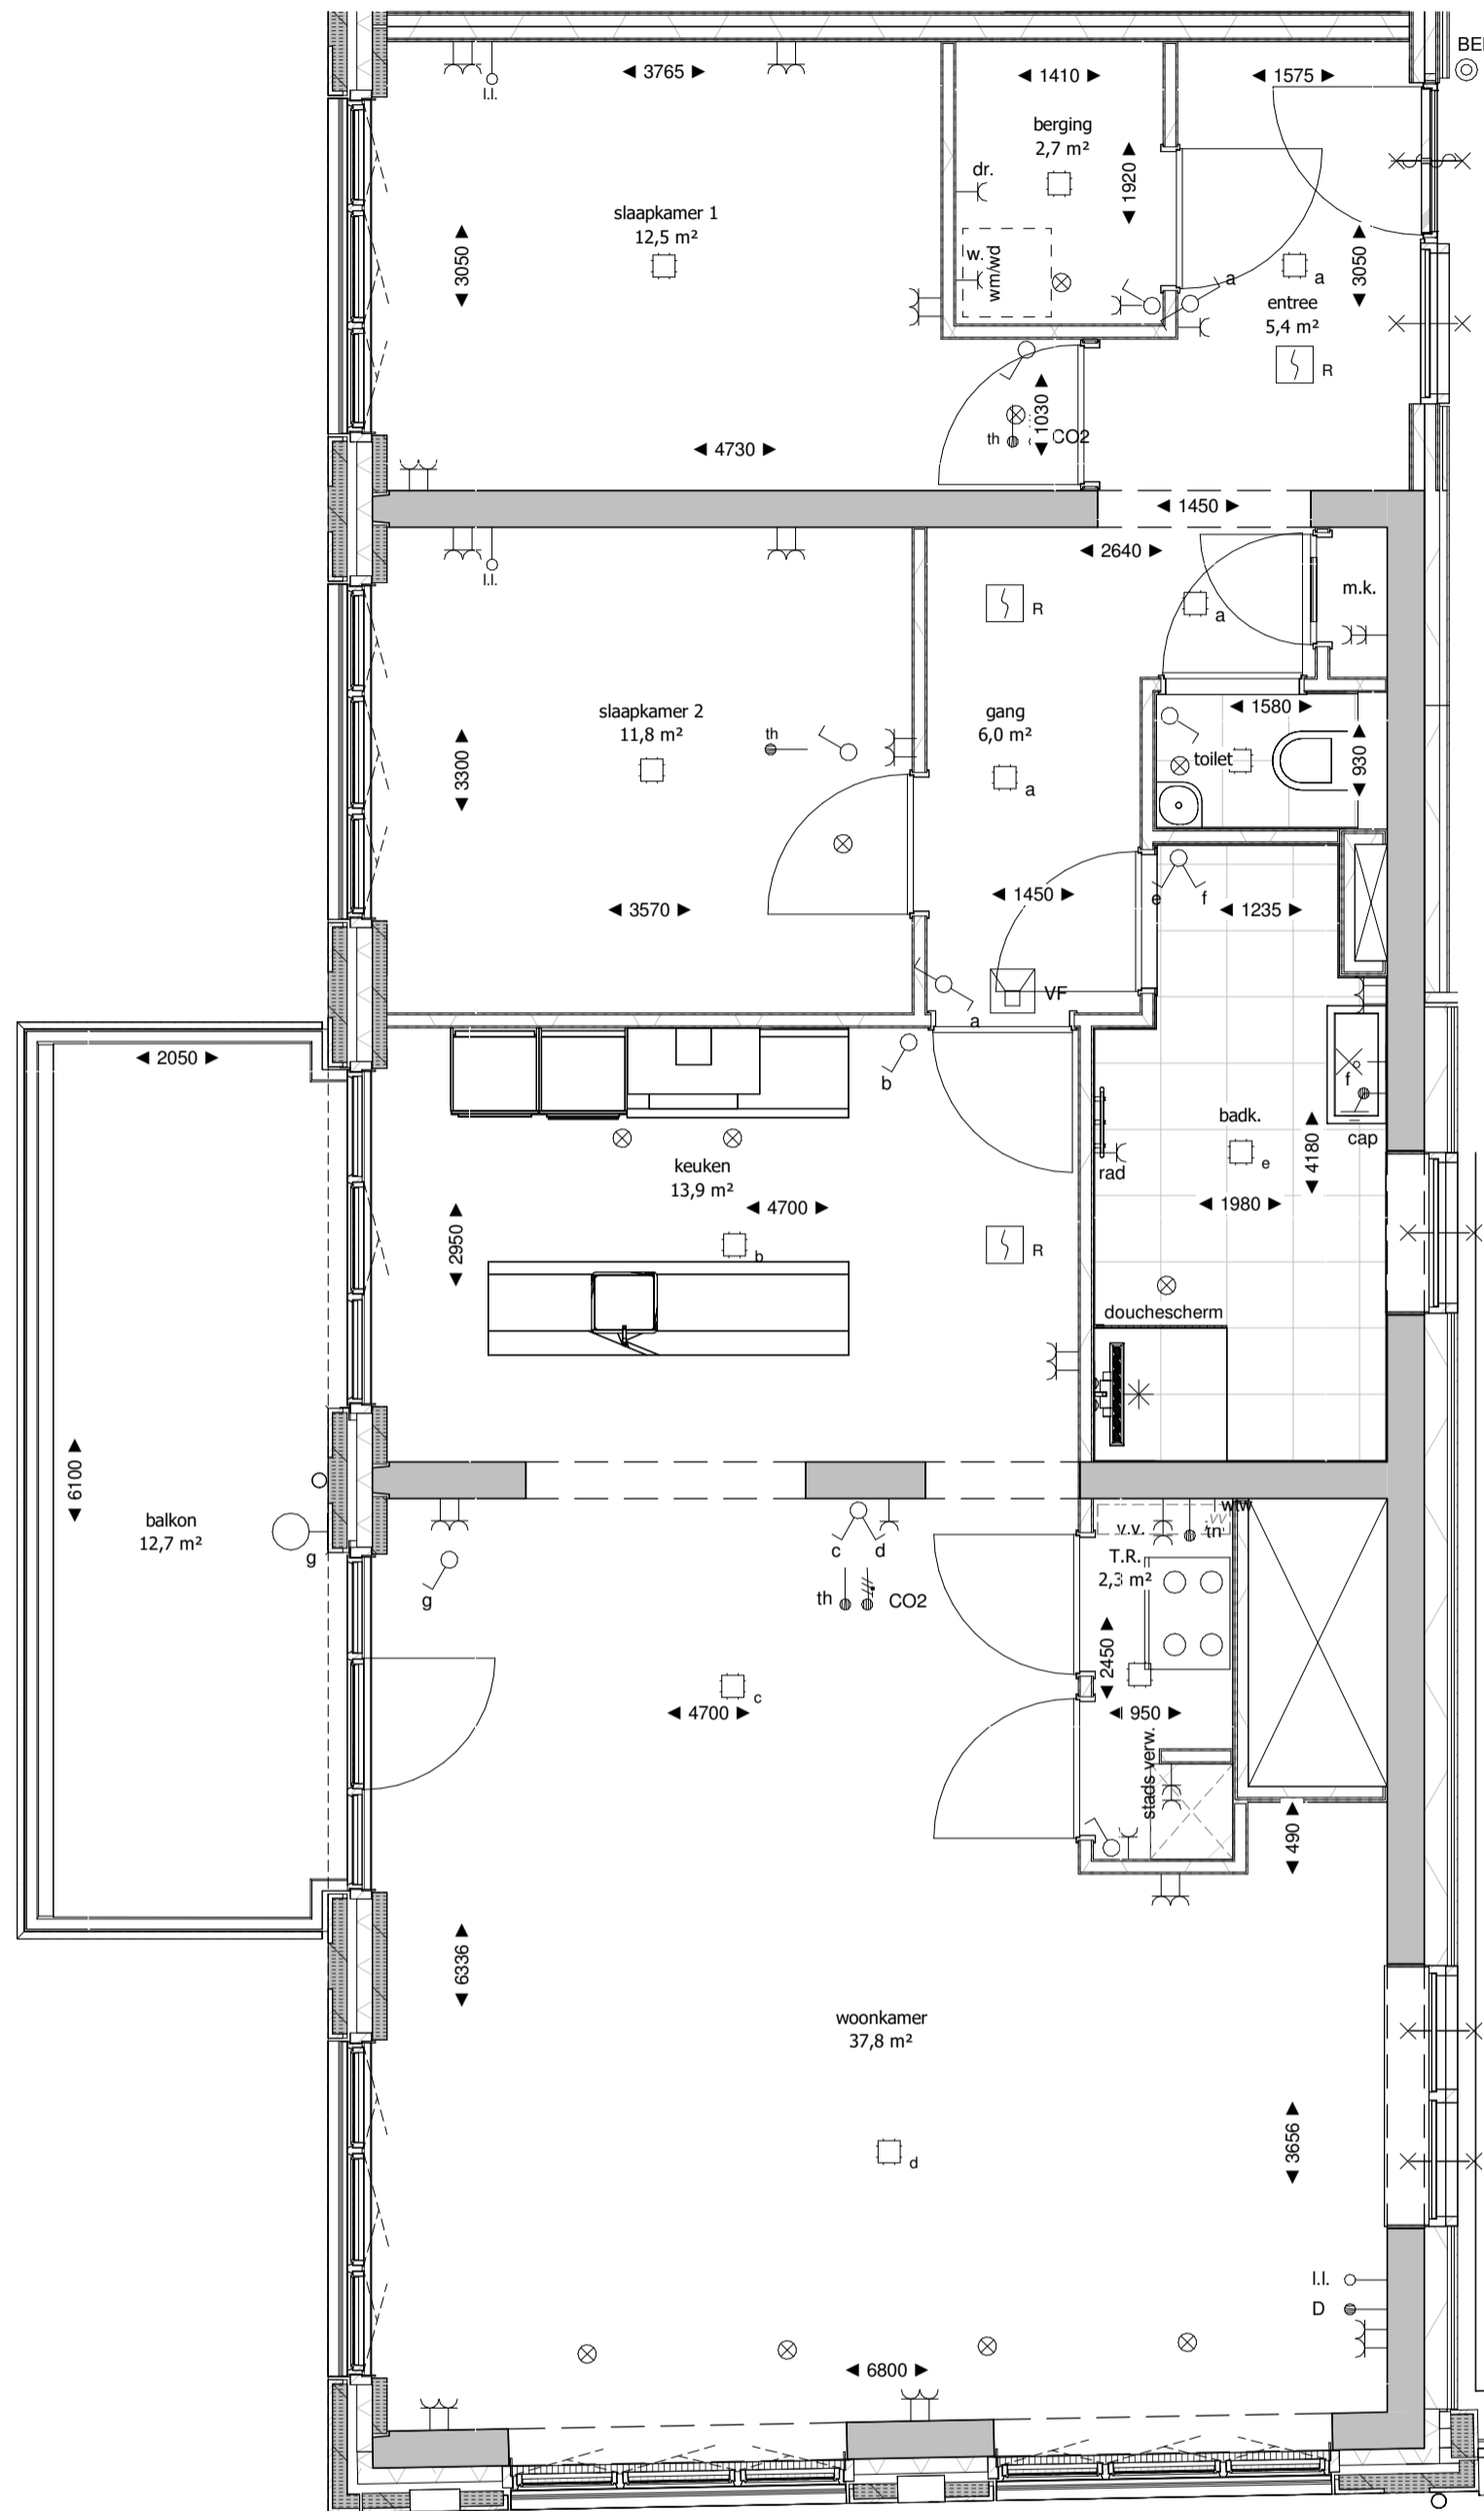 BE
3765
1410
1575
l.l.
berging
2,7 m²
dr.
1920
slaapkamer 1
12,5 m²
3050
w.
wm/wd
a
a
3050
entree
5,4 m²
R
1030
th
CO2
4730
1450
2640
l.l.
R
a
m.k.
slaapkamer 2
11,8 m²
th
gang
6,0 m²
1580
toilet
930
3300
a
3570
1450
e
f
1235
VF
a
2050
b
f
badk.
cap
keuken
13,9 m²
rad
e
4180
4700
1980
2950
b
R
douchescherm
6100
balkon
12,7 m²
g
c
d
wtw
v.v.
tn
T.R.
2,3 m²
g
th
CO2
2450
c
4700
950
stads verw.
490
6336
woonkamer
37,8 m²
3656
d
l.l.
D
6800